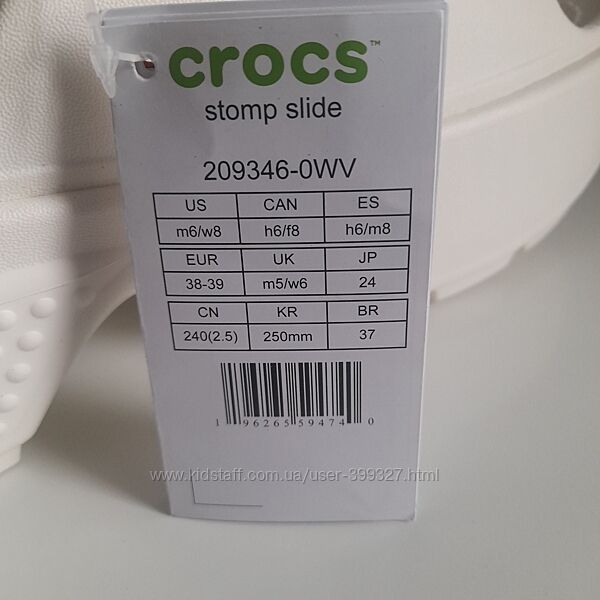 crocs™
stomp slide
209346-0WV
US CAN ES
m6/w8 h6/f8 h6/m8
EUR UK JP
38-39 m5/w6 24
CN KR BR
240(2.5) 250mm 37
1 96265 59474 0
www.kidstaff.com.ua/user-399327.html